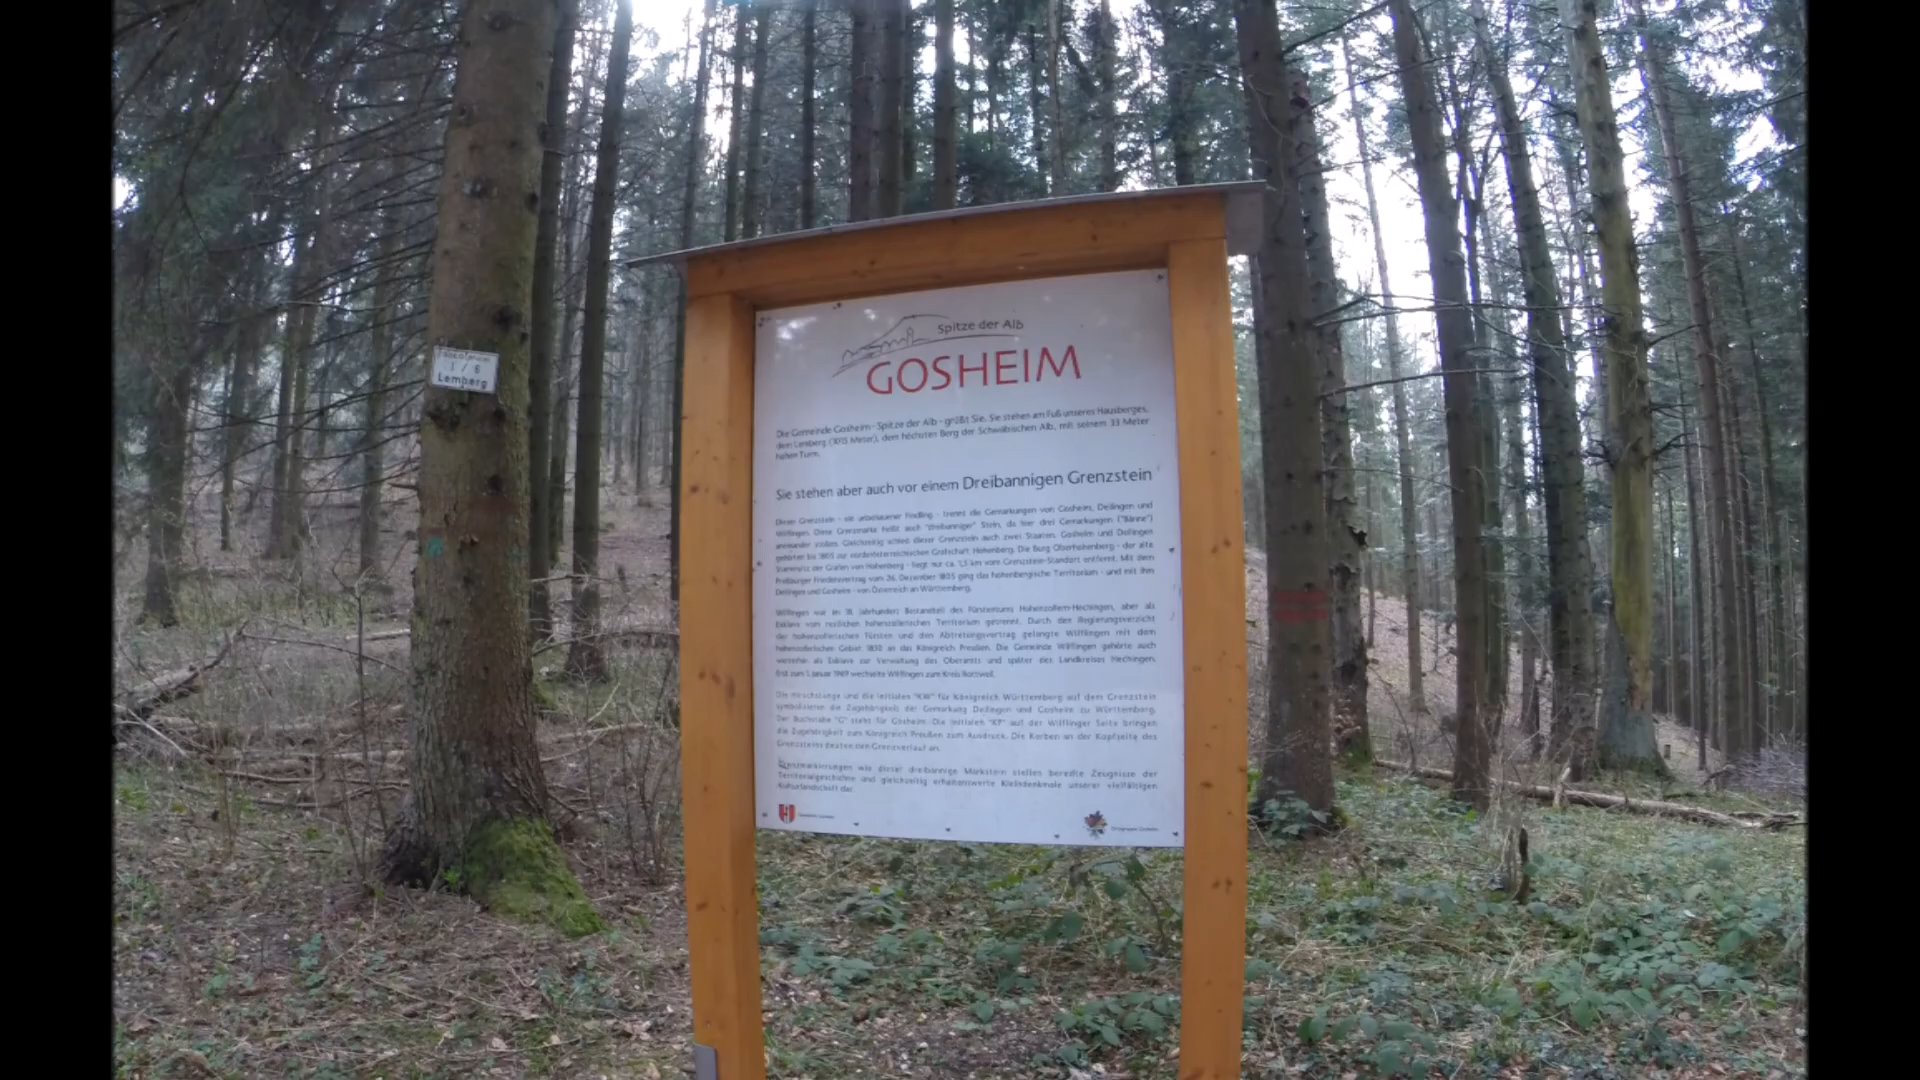 Spitze der Alb
GOSHEIM
Die Gemeinde Gosheim - Spitze der Alb - grüßt Sie. Sie stehen am Fuß unseres Hausberges,
dem Lemberg (1015 Meter), dem höchsten Berg der Schwäbischen Alb, mit seinem 33 Meter
hohen Turm.
Sie stehen aber auch vor einem Dreibannigen Grenzstein
Dieser Grenzstein - ein unbehauener Findling - trennt die Gemarkungen von Gosheim, Deilingen und
Wilflingen. Diese Grenzmarke heißt auch "dreibanniger" Stein, da hier drei Gemarkungen ("Banne")
aneinander stoßen. Gleichzeitig schied dieser Grenzstein auch zwei Staaten. Gosheim und Deilingen
gehörten bis 1805 zur vorderösterreichischen Grafschaft Hohenberg. Die Burg Oberhohenberg - der alte
Stammsitz der Grafen von Hohenberg - liegt nur ca. 1,5 km vom Grenzstein-Standort entfernt. Mit dem
Preßburger Friedensvertrag vom 26. Dezember 1805 ging das hohenbergische Territorium - und mit ihm
Deilingen und Gosheim - von Österreich an Württemberg.
Wilflingen war im 18. Jahrhundert Bestandteil des Fürstentums Hohenzollern-Hechingen, aber als
Exklave vom restlichen hohenzollerischen Territorium getrennt. Durch den Regierungsverzicht
der hohenzollerischen Fürsten und den Abtretungsvertrag gelangte Wilflingen mit dem
hohenzollerischen Gebiet 1850 an das Königreich Preußen. Die Gemeinde Wilflingen gehörte auch
weiterhin als Exklave zur Verwaltung des Oberamts und später des Landkreises Hechingen.
Erst zum 1. Januar 1969 wechselte Wilflingen zum Kreis Rottweil.
Die Hirschstange und die Initialen "KW" für Königreich Württemberg auf dem Grenzstein
symbolisieren die Zugehörigkeit der Gemarkung Deilingen und Gosheim zu Württemberg.
Der Buchstabe "G" steht für Gosheim. Die Initialen "KP" auf der Wilflinger Seite bringen
die Zugehörigkeit zum Königreich Preußen zum Ausdruck. Die Kerben an der Kopfseite des
Grenzsteins deuten den Grenzverlauf an.
Grenzmarkierungen wie dieser dreibannige Markstein stellen beredte Zeugnisse der
Territorialgeschichte und gleichzeitig erhaltenswerte Kleindenkmale unserer vielfältigen
Kulturlandschaft dar.
Gemeinde Gosheim
Ortsgruppe Gosheim
1 / 6
Lemberg